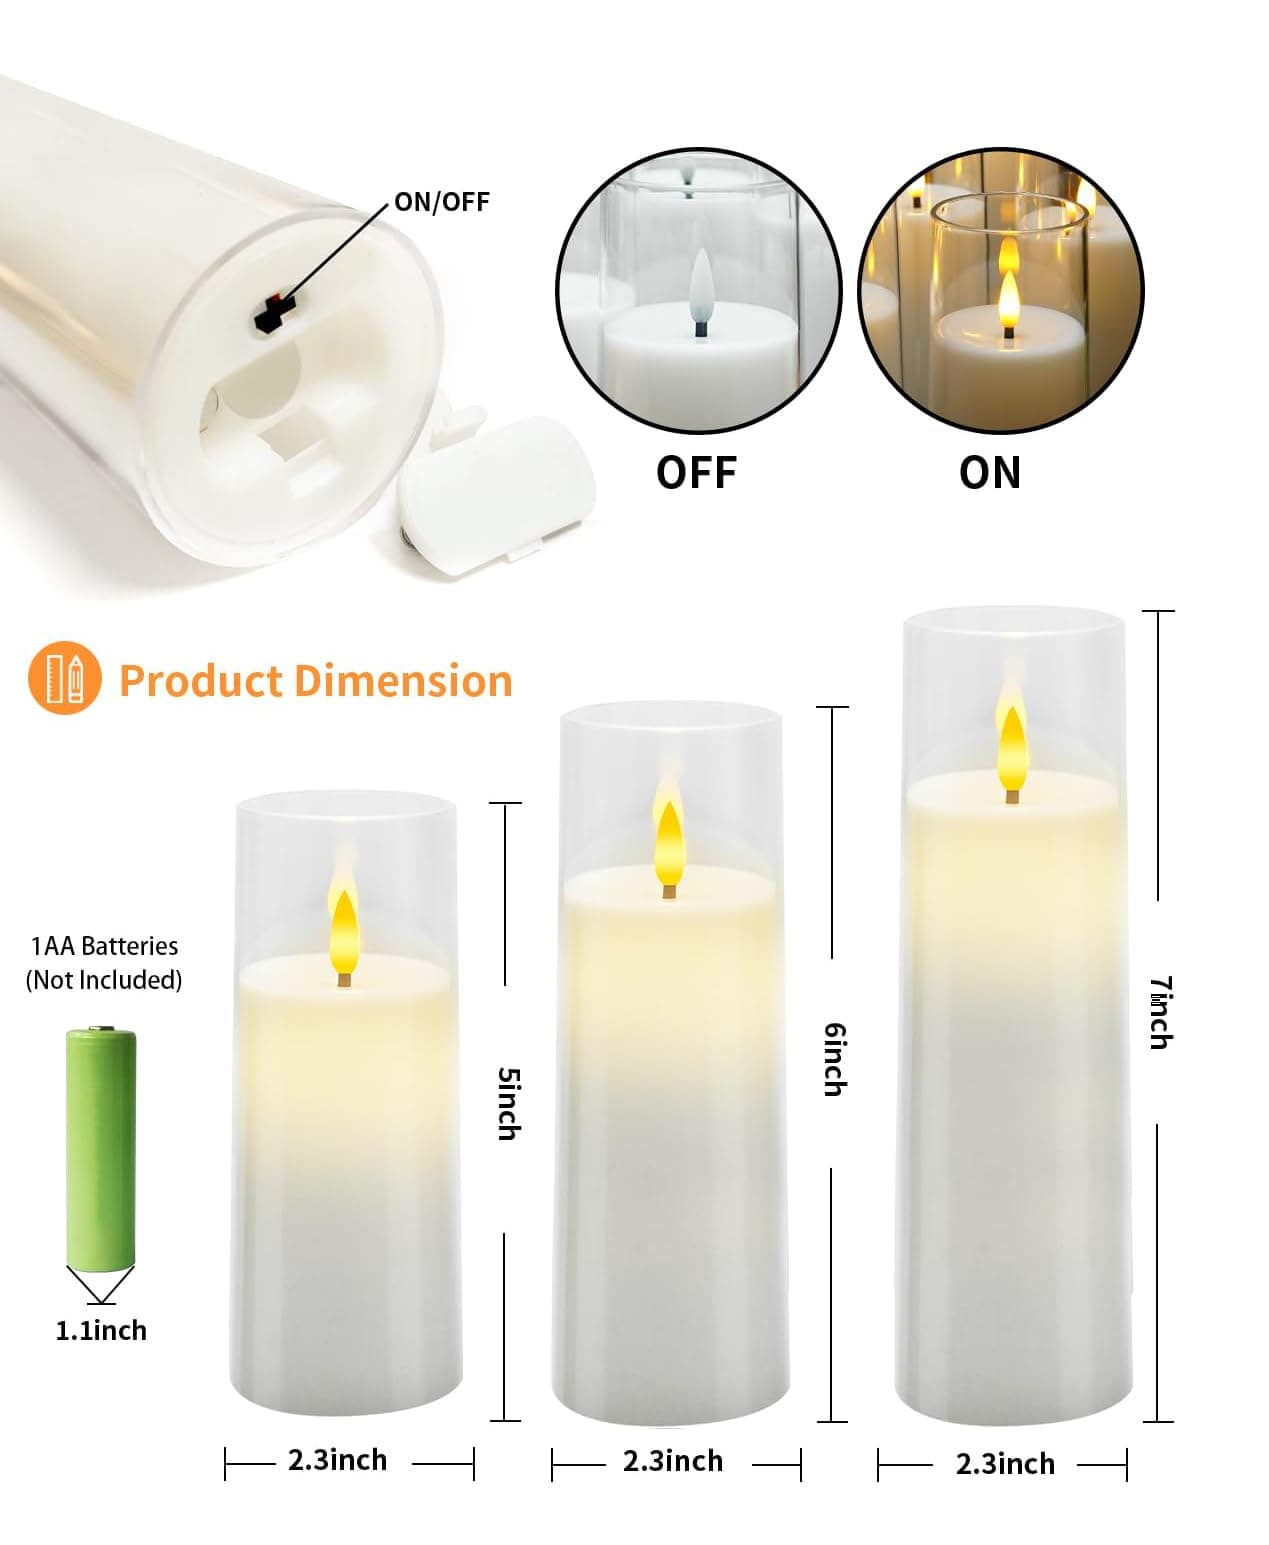 ON/OFF
OFF
ON
Product Dimension
1AA Batteries
(Not Included)
1.1inch
5inch
6inch
7inch
2.3inch
2.3inch
2.3inch